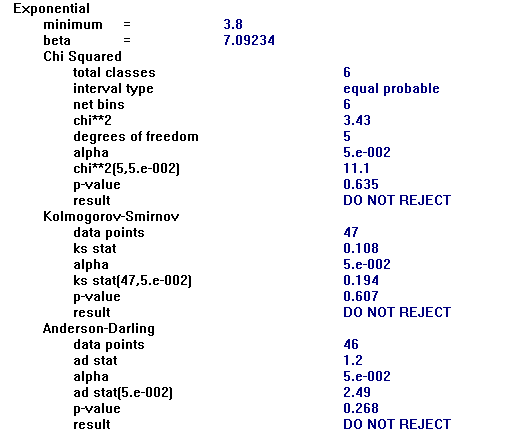 Exponential
minimum = 3.8
beta = 7.09234
Chi Squared
total classes 6
interval type equal probable
net bins 6
chi**2 3.43
degrees of freedom 5
alpha 5.e-002
chi**2(5,5.e-002) 11.1
p-value 0.635
result DO NOT REJECT
Kolmogorov-Smirnov
data points 47
ks stat 0.108
alpha 5.e-002
ks stat(47,5.e-002) 0.194
p-value 0.607
result DO NOT REJECT
Anderson-Darling
data points 46
ad stat 1.2
alpha 5.e-002
ad stat(5.e-002) 2.49
p-value 0.268
result DO NOT REJECT